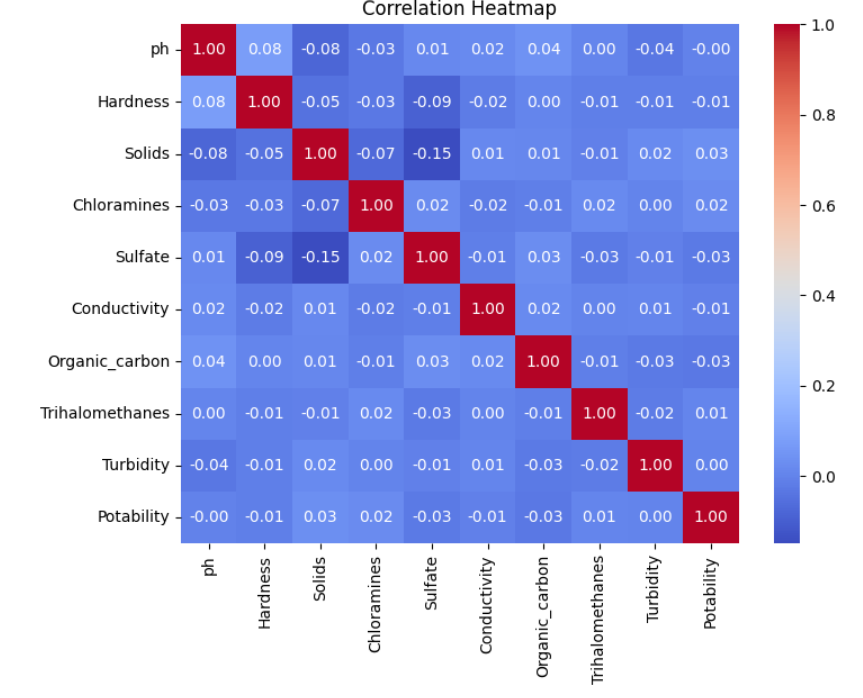 Correlation Heatmap
ph 1.00 0.08 -0.08 -0.03 0.01 0.02 0.04 0.00 -0.04 -0.00
Hardness 0.08 1.00 -0.05 -0.03 -0.09 -0.02 0.00 -0.01 -0.01 -0.01
Solids -0.08 -0.05 1.00 -0.07 -0.15 0.01 0.01 -0.01 0.02 0.03
Chloramines -0.03 -0.03 -0.07 1.00 0.02 -0.02 -0.01 0.02 0.00 0.02
Sulfate 0.01 -0.09 -0.15 0.02 1.00 -0.01 0.03 -0.03 -0.01 -0.03
Conductivity 0.02 -0.02 0.01 -0.02 -0.01 1.00 0.02 0.00 0.01 -0.01
Organic_carbon 0.04 0.00 0.01 -0.01 0.03 0.02 1.00 -0.01 -0.03 -0.03
Trihalomethanes 0.00 -0.01 -0.01 0.02 -0.03 0.00 -0.01 1.00 -0.02 0.01
Turbidity -0.04 -0.01 0.02 0.00 -0.01 0.01 -0.03 -0.02 1.00 0.00
Potability -0.00 -0.01 0.03 0.02 -0.03 -0.01 -0.03 0.01 0.00 1.00
ph
Hardness
Solids
Chloramines
Sulfate
Conductivity
Organic_carbon
Trihalomethanes
Turbidity
Potability
1.0
0.8
0.6
0.4
0.2
0.0